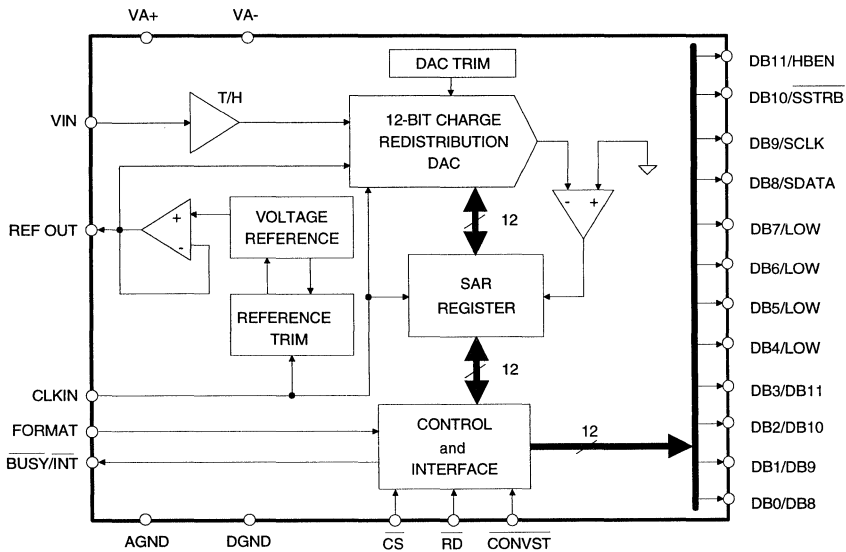 VA+
VA-
DAC TRIM
DB11/HBEN
DB10/SSTRB
T/H
VIN
12-BIT CHARGE
REDISTRIBUTION
DAC
DB9/SCLK
DB8/SDATA
- +
12
VOLTAGE
REFERENCE
+
-
REF OUT
DB7/LOW
DB6/LOW
SAR
REGISTER
DB5/LOW
REFERENCE
TRIM
DB4/LOW
12
CLKIN
DB3/DB11
FORMAT
CONTROL
and
INTERFACE
12
DB2/DB10
BUSY/INT
DB1/DB9
DB0/DB8
AGND
DGND
CS
RD
CONVST